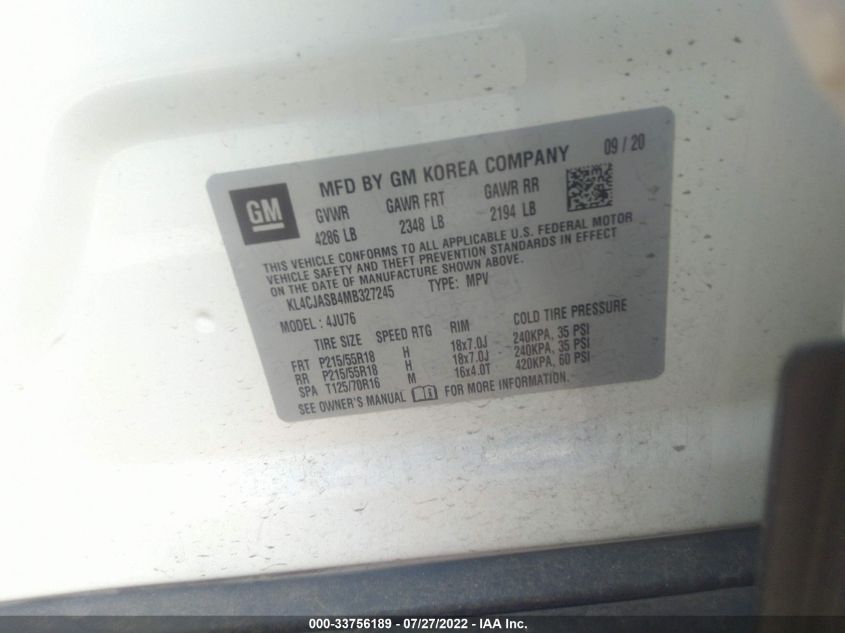 GM
MFD BY GM KOREA COMPANY 09 / 20
GVWR GAWR FRT GAWR RR
4286 LB 2348 LB 2194 LB
THIS VEHICLE CONFORMS TO ALL APPLICABLE U.S. FEDERAL MOTOR
VEHICLE SAFETY AND THEFT PREVENTION STANDARDS IN EFFECT
ON THE DATE OF MANUFACTURE SHOWN ABOVE.
KL4CJASB4MB327245 TYPE: MPV
MODEL: 4JU76
TIRE SIZE SPEED RTG RIM COLD TIRE PRESSURE
FRT P215/55R18 H 18x7.0J 240KPA, 35 PSI
RR P215/55R18 H 18x7.0J 240KPA, 35 PSI
SPA T125/70R16 M 16x4.0T 420KPA, 60 PSI
SEE OWNER'S MANUAL FOR MORE INFORMATION.
000-33756189 - 07/27/2022 - IAA Inc.